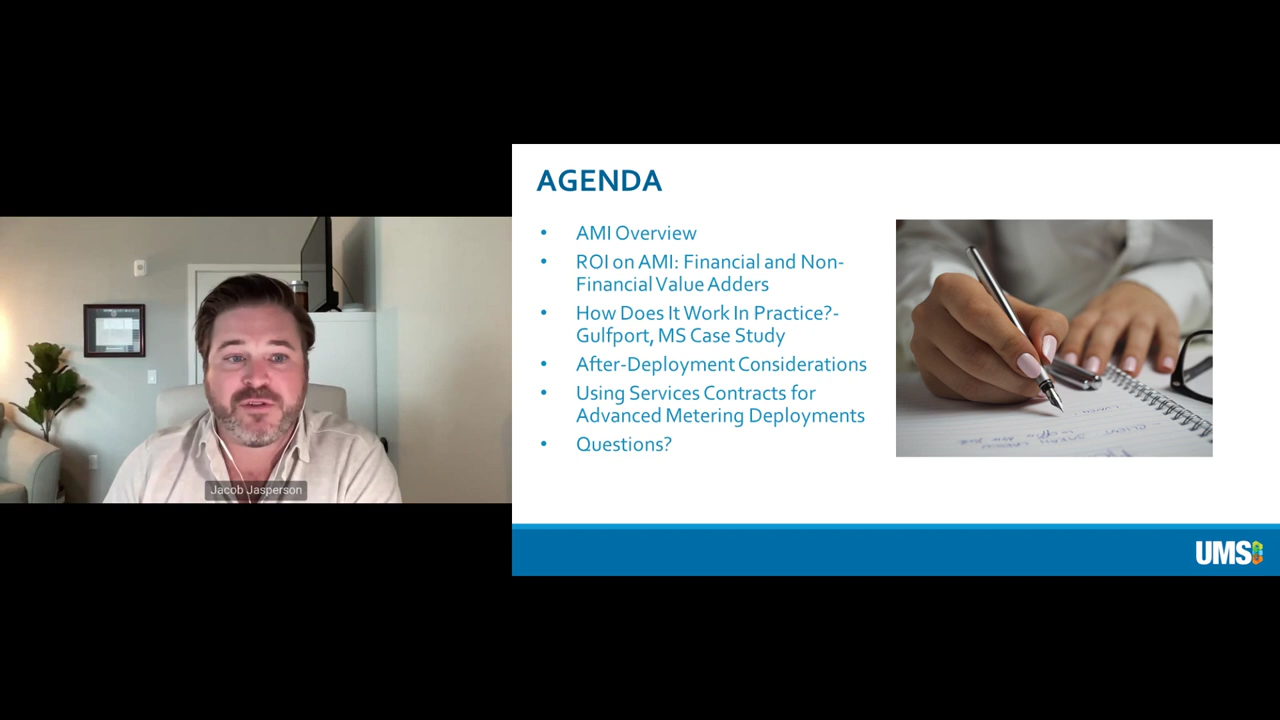 AGENDA
• AMI Overview
• ROI on AMI: Financial and Non-
Financial Value Adders
• How Does It Work In Practice?-
Gulfport, MS Case Study
• After-Deployment Considerations
• Using Services Contracts for
Advanced Metering Deployments
• Questions?
Jacob Jasperson
UMS